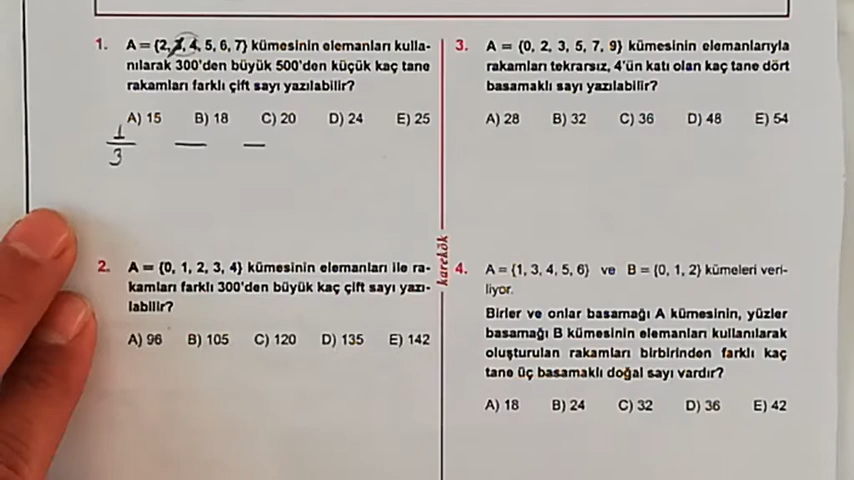 1. A = {2, 3, 4, 5, 6, 7} kümesinin elemanları kulla-
nılarak 300'den büyük 500'den küçük kaç tane
rakamları farklı çift sayı yazılabilir?
A) 15 B) 18 C) 20 D) 24 E) 25
1
3
2. A = {0, 1, 2, 3, 4} kümesinin elemanları ile ra-
kamları farklı 300'den büyük kaç çift sayı yazı-
labilir?
A) 96 B) 105 C) 120 D) 135 E) 142
karekök
3. A = {0, 2, 3, 5, 7, 9} kümesinin elemanlarıyla
rakamları tekrarsız, 4'ün katı olan kaç tane dört
basamaklı sayı yazılabilir?
A) 28 B) 32 C) 36 D) 48 E) 54
4. A = {1, 3, 4, 5, 6} ve B = {0, 1, 2} kümeleri veri-
liyor.
Birler ve onlar basamağı A kümesinin, yüzler
basamağı B kümesinin elemanları kullanılarak
oluşturulan rakamları birbirinden farklı kaç
tane üç basamaklı doğal sayı vardır?
A) 18 B) 24 C) 32 D) 36 E) 42